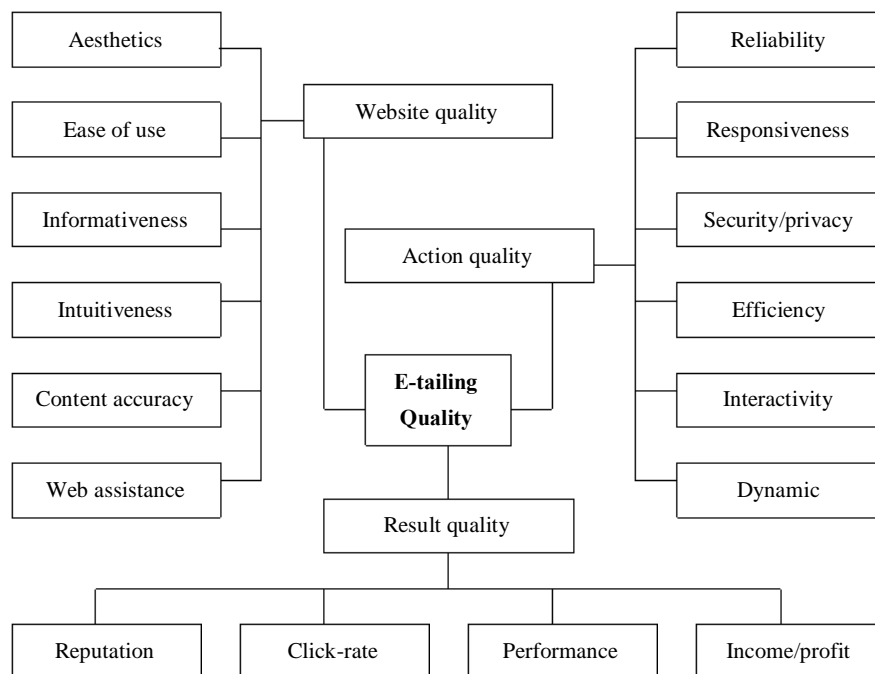 Aesthetics
Reliability
Website quality
Ease of use
Responsiveness
Informativeness
Security/privacy
Action quality
Intuitiveness
Efficiency
E-tailing
Quality
Content accuracy
Interactivity
Web assistance
Dynamic
Result quality
Reputation
Click-rate
Performance
Income/profit